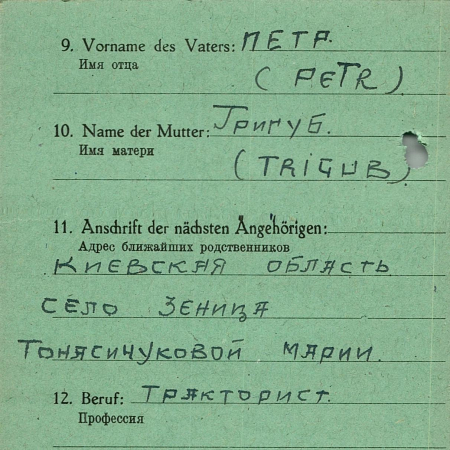 9. Vorname des Vaters: ПЕТР.
Имя отца
(PETR)
10. Name der Mutter: Тригуб.
Имя матери
(TRIGUB)
11. Anschrift der nächsten Angehörigen:
Адрес ближайших родственников
КИЕВСКАЯ ОБЛАСТЬ
СЕЛО ЗЕНИЦА
ТОНЯСИЧУКОВОЙ МАРИИ.
12. Beruf: ТРАКТОРИСТ.
Профессия